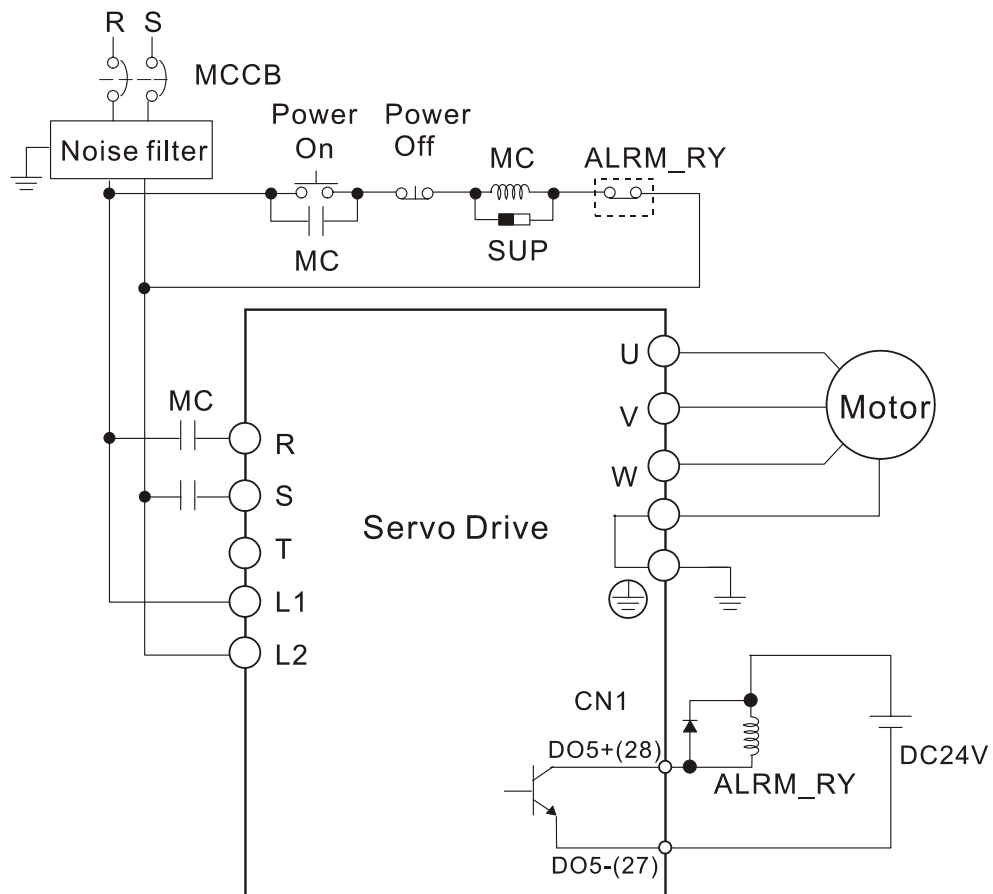 R S
MCCB
Noise filter
Power
On
Power
Off
MC
ALRM_RY
MC
SUP
MC
R
S
T
L1
L2
Servo Drive
U
V
W
Motor
CN1
DO5+(28)
DO5-(27)
ALRM_RY
DC24V